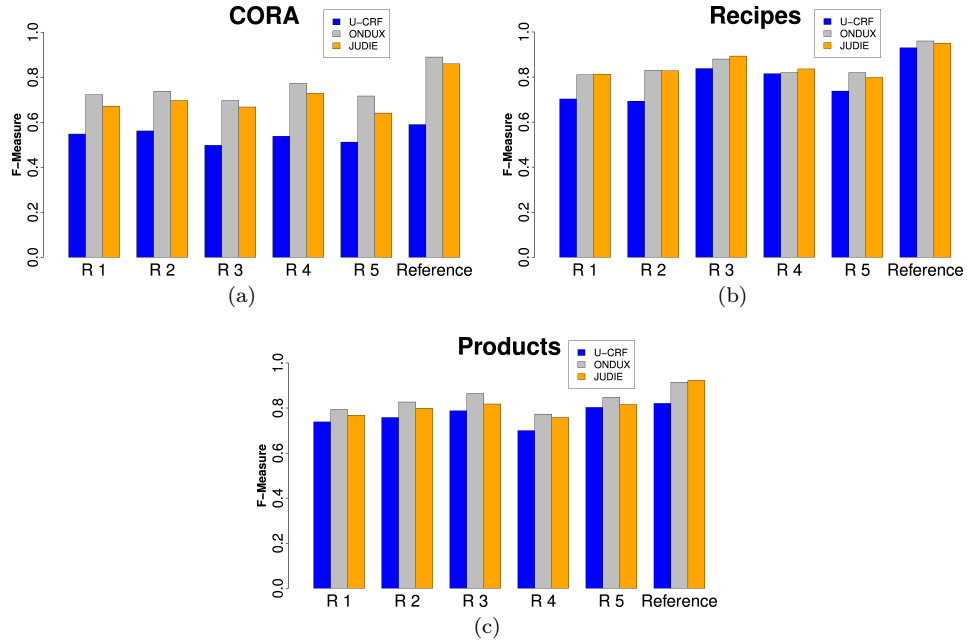 CORA
U-CRF
ONDUX
JUDIE
F-Measure
0.0 0.2 0.4 0.6 0.8 1.0
R 1 R 2 R 3 R 4 R 5 Reference
(a)
Recipes
U-CRF
ONDUX
JUDIE
F-Measure
0.0 0.2 0.4 0.6 0.8 1.0
R 1 R 2 R 3 R 4 R 5 Reference
(b)
Products
U-CRF
ONDUX
JUDIE
F-Measure
0.0 0.2 0.4 0.6 0.8 1.0
R 1 R 2 R 3 R 4 R 5 Reference
(c)